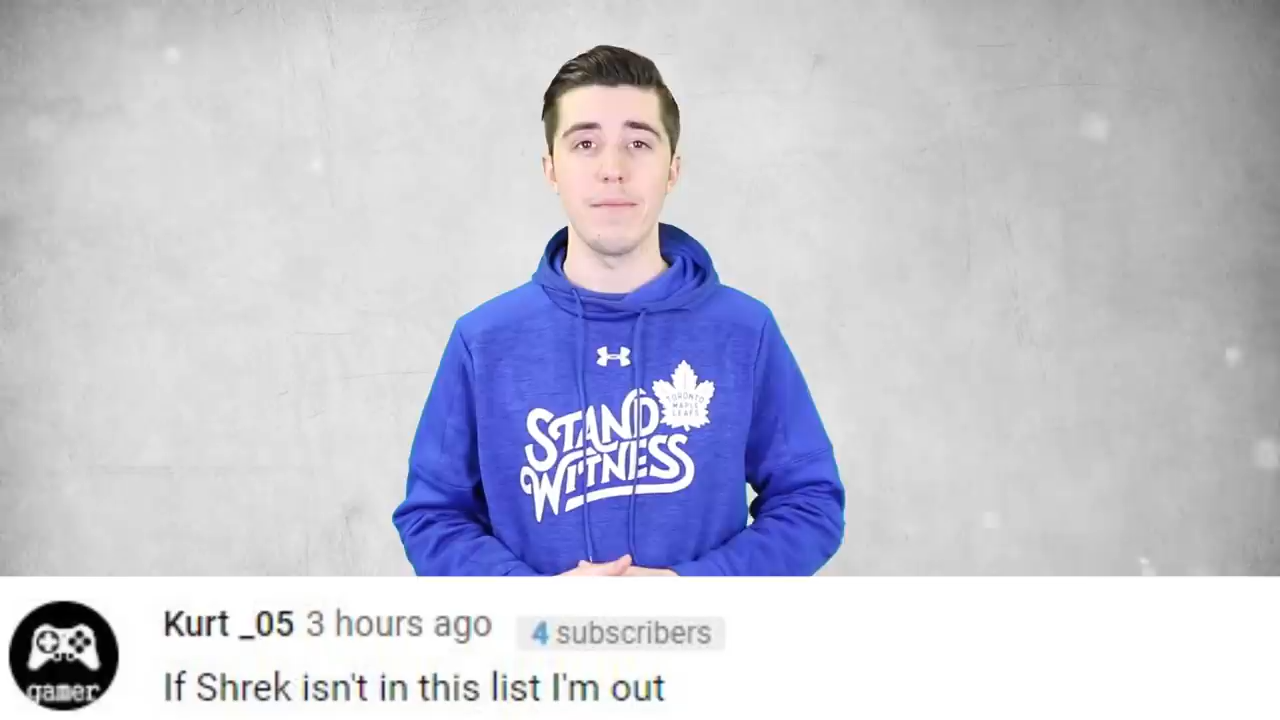 TORONTO
MAPLE
LEAFS
STAND
WITNESS
Kurt _05 3 hours ago 4 subscribers
If Shrek isn't in this list I'm out
gamer